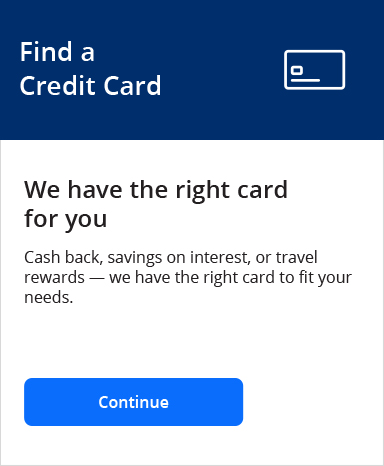 Find a
Credit Card
We have the right card
for you
Cash back, savings on interest, or travel
rewards — we have the right card to fit your
needs.
Continue